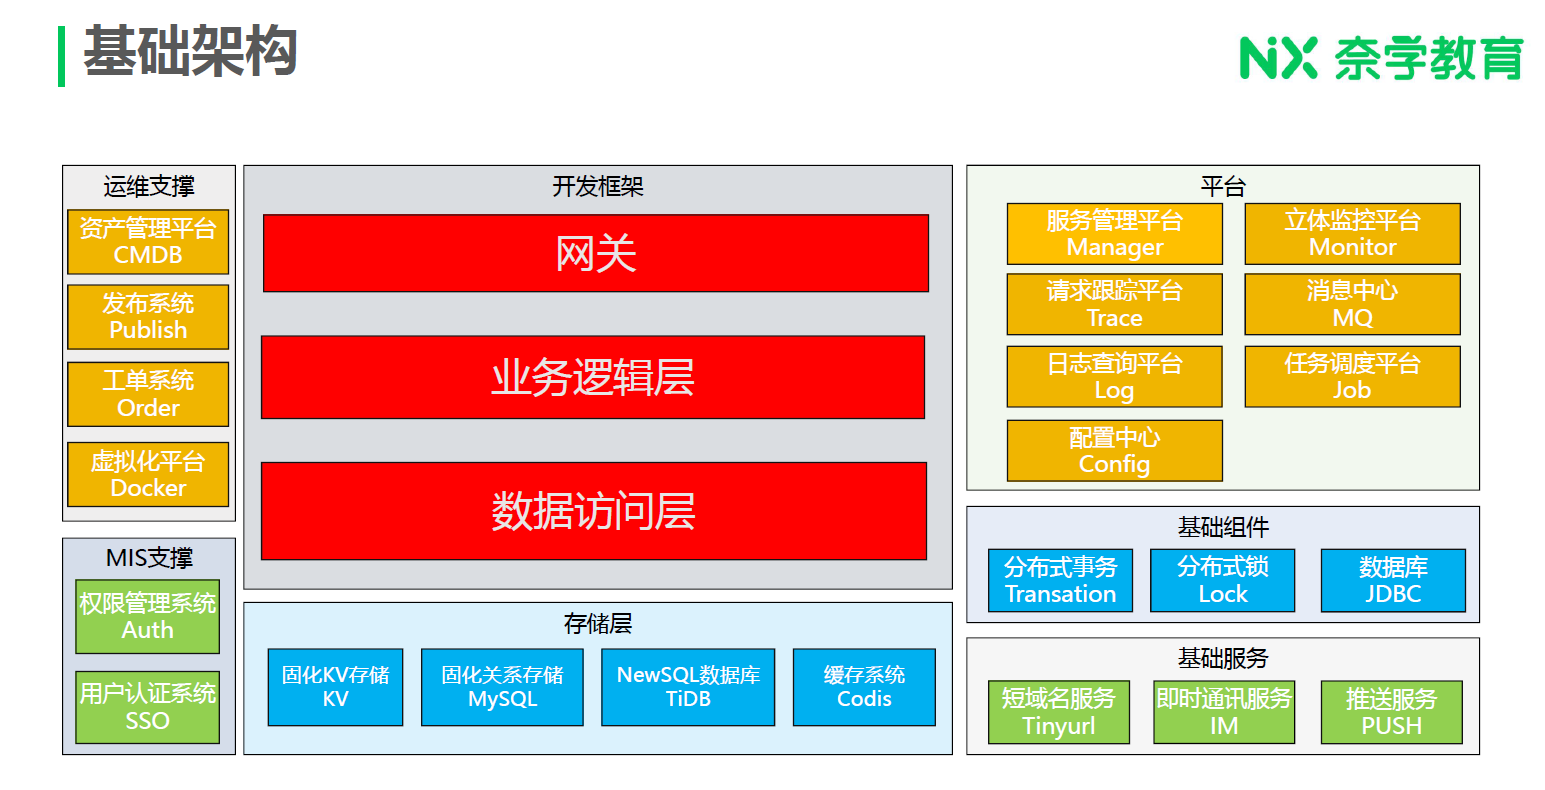 基础架构
NX 奈学教育
运维支撑
资产管理平台
CMDB
发布系统
Publish
工单系统
Order
虚拟化平台
Docker
MIS支撑
权限管理系统
Auth
用户认证系统
SSO
开发框架
网关
业务逻辑层
数据访问层
存储层
固化KV存储
KV
固化关系存储
MySQL
NewSQL数据库
TiDB
缓存系统
Codis
平台
服务管理平台
Manager
立体监控平台
Monitor
请求跟踪平台
Trace
消息中心
MQ
日志查询平台
Log
任务调度平台
Job
配置中心
Config
基础组件
分布式事务
Transation
分布式锁
Lock
数据库
JDBC
基础服务
短域名服务
Tinyurl
即时通讯服务
IM
推送服务
PUSH